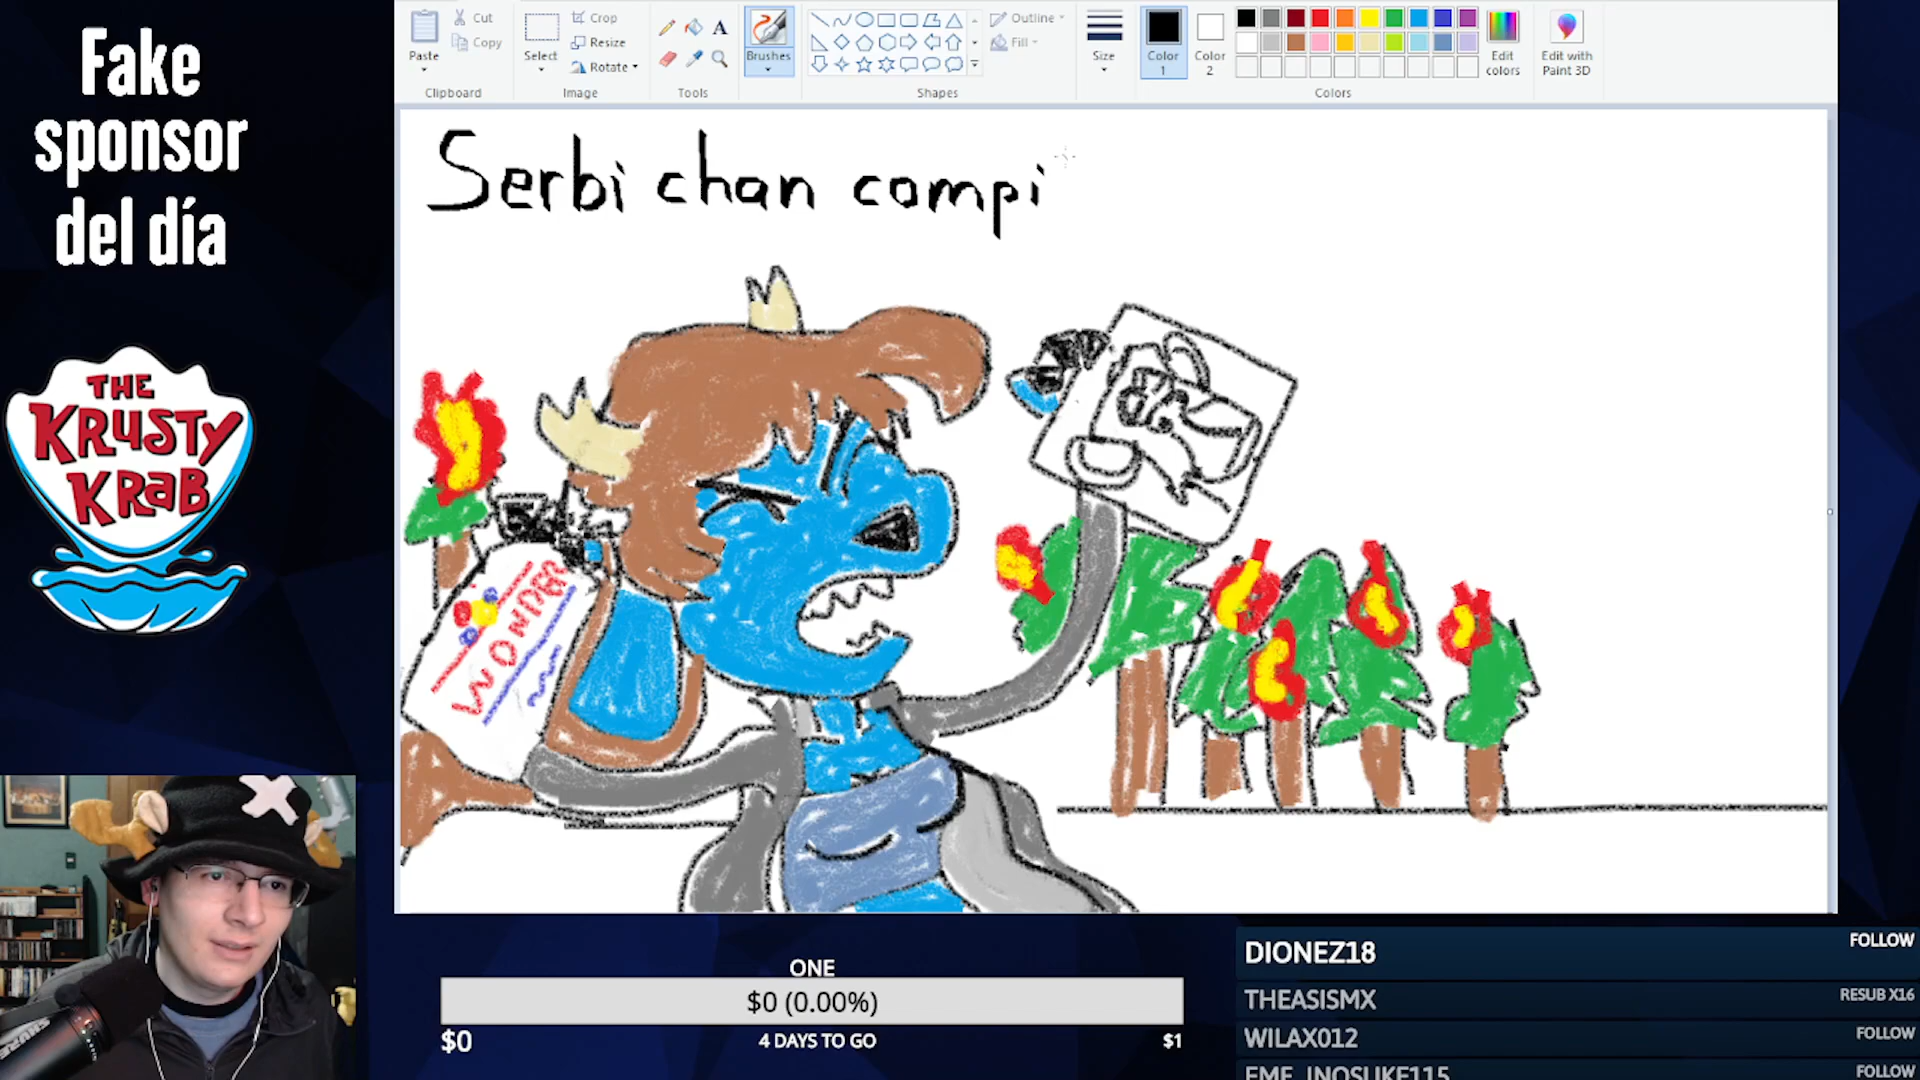 Fake
sponsor
del día
THE
KRUSTY
KRAB
Paste
Cut
Copy
Clipboard
Select
Crop
Resize
Rotate
Image
A
Tools
Brushes
Shapes
Outline
Fill
Size
Color
1
Color
2
Edit
colors
Edit with
Paint 3D
Colors
Serbi chan compi
WONDER
SHURE
ONE
$0 (0.00%)
$0
4 DAYS TO GO
$1
DIONEZ18 FOLLOW
THEASISMX RESUB X16
WILAX012 FOLLOW
EME_INOSUKE115 FOLLOW